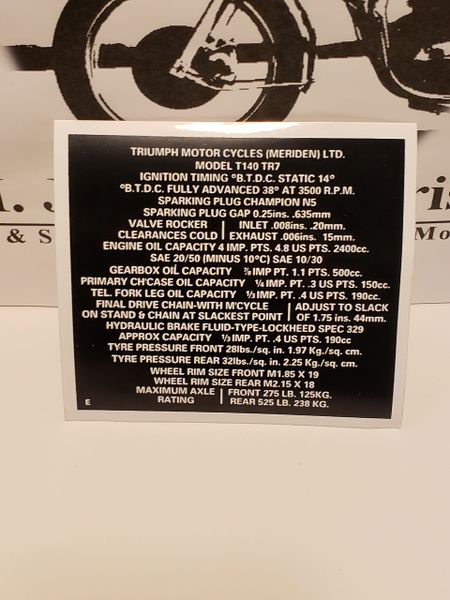 TRIUMPH MOTOR CYCLES (MERIDEN) LTD.
MODEL T140 TR7
IGNITION TIMING °B.T.D.C. STATIC 14°
°B.T.D.C. FULLY ADVANCED 38° AT 3500 R.P.M.
SPARKING PLUG CHAMPION N5
SPARKING PLUG GAP 0.25ins. .635mm
VALVE ROCKER | INLET .008ins. .20mm.
CLEARANCES COLD | EXHAUST .006ins. 15mm.
ENGINE OIL CAPACITY 4 IMP. PTS. 4.8 US PTS. 2400cc.
SAE 20/50 (MINUS 10°C) SAE 10/30
GEARBOX OIL CAPACITY ⅞ IMP PT. 1.1 PTS. 500cc.
PRIMARY CH'CASE OIL CAPACITY ¼ IMP PT. .3 US PTS. 150cc.
TEL. FORK LEG OIL CAPACITY ⅓ IMP PT. .4 US PTS. 190cc.
FINAL DRIVE CHAIN-WITH M'CYCLE | ADJUST TO SLACK
ON STAND & CHAIN AT SLACKEST POINT | OF 1.75 ins. 44mm.
HYDRAULIC BRAKE FLUID-TYPE-LOCKHEED SPEC 329
APPROX CAPACITY ⅓ IMP PT. .4 US PTS. 190cc
TYRE PRESSURE FRONT 28lbs./sq. in. 1.97 Kg./sq. cm.
TYRE PRESSURE REAR 32lbs./sq. in. 2.25 Kg./sq. cm.
WHEEL RIM SIZE FRONT M1.85 X 19
WHEEL RIM SIZE REAR M2.15 X 18
MAXIMUM AXLE | FRONT 275 LB. 125KG.
RATING | REAR 525 LB. 238 KG.
E